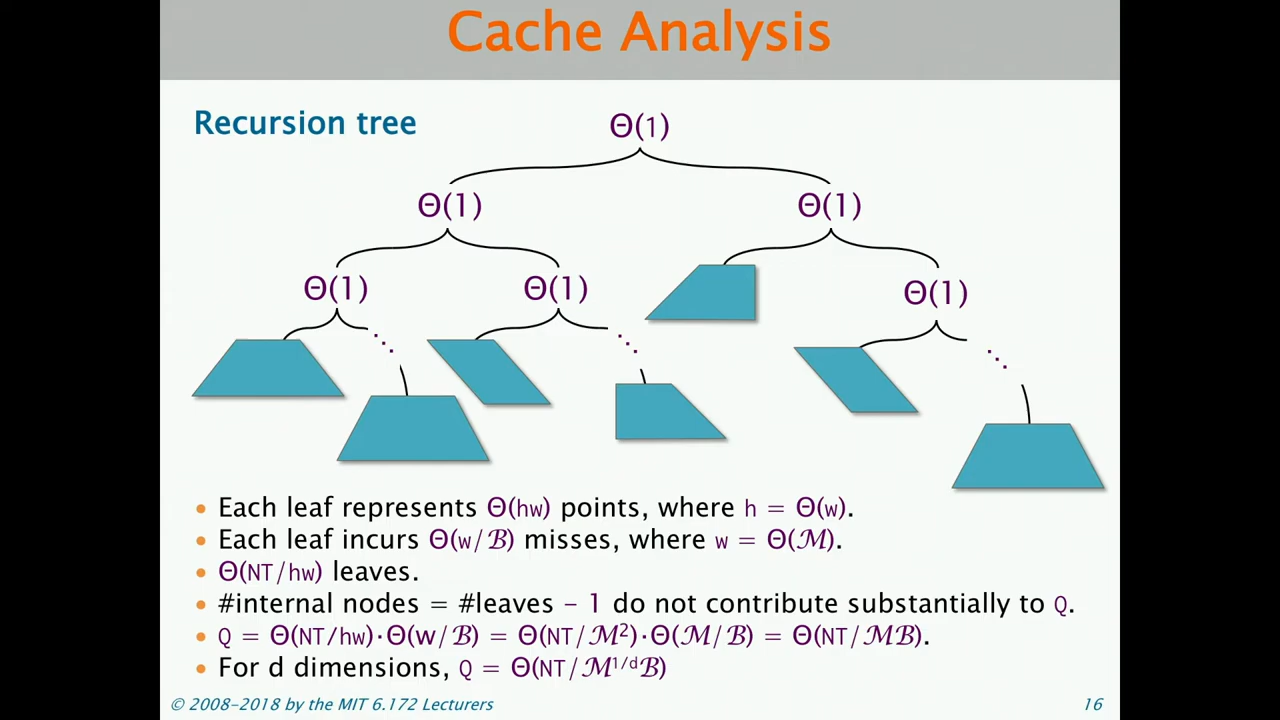 Cache Analysis
Recursion tree
Θ(1)
Θ(1) Θ(1)
Θ(1) Θ(1) Θ(1)
• Each leaf represents Θ(hw) points, where h = Θ(w).
• Each leaf incurs Θ(w/ℬ) misses, where w = Θ(ℳ).
• Θ(NT/hw) leaves.
• #internal nodes = #leaves – 1 do not contribute substantially to Q.
• Q = Θ(NT/hw)·Θ(w/ℬ) = Θ(NT/ℳ²)·Θ(ℳ/ℬ) = Θ(NT/ℳℬ).
• For d dimensions, Q = Θ(NT/ℳ^{1/d}ℬ)
© 2008–2018 by the MIT 6.172 Lecturers 16